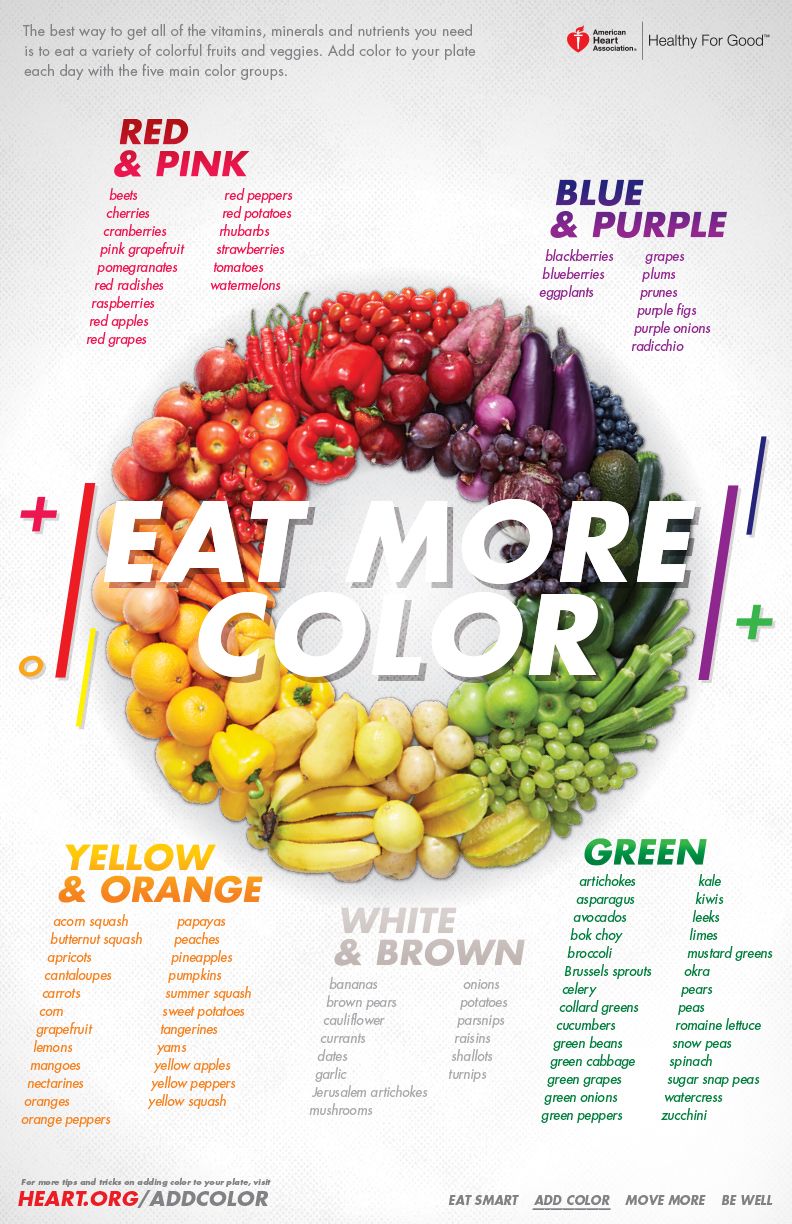 The best way to get all of the vitamins, minerals and nutrients you need
is to eat a variety of colorful fruits and veggies. Add color to your plate
each day with the five main color groups.
American
Heart
Association®
Healthy For Good™
RED
& PINK
beets
cherries
cranberries
pink grapefruit
pomegranates
red radishes
raspberries
red apples
red grapes
red peppers
red potatoes
rhubarbs
strawberries
tomatoes
watermelons
BLUE
& PURPLE
blackberries
blueberries
eggplants
grapes
plums
prunes
purple figs
purple onions
radicchio
EAT MORE
COLOR
YELLOW
& ORANGE
acorn squash
butternut squash
apricots
cantaloupes
carrots
corn
grapefruit
lemons
mangoes
nectarines
oranges
orange peppers
papayas
peaches
pineapples
pumpkins
summer squash
sweet potatoes
tangerines
yams
yellow apples
yellow peppers
yellow squash
WHITE
& BROWN
bananas
brown pears
cauliflower
currants
dates
garlic
Jerusalem artichokes
mushrooms
onions
potatoes
parsnips
raisins
shallots
turnips
GREEN
artichokes
asparagus
avocados
bok choy
broccoli
Brussels sprouts
celery
collard greens
cucumbers
green beans
green cabbage
green grapes
green onions
green peppers
kale
kiwis
leeks
limes
mustard greens
okra
pears
peas
romaine lettuce
snow peas
spinach
sugar snap peas
watercress
zucchini
For more tips and tricks on adding color to your plate, visit
HEART.ORG/ADDCOLOR
EAT SMART ADD COLOR MOVE MORE BE WELL